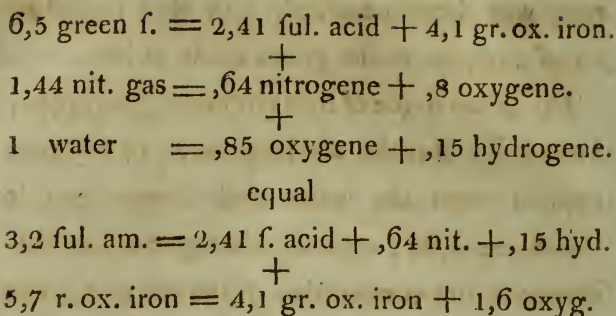 6,5 green ſ. = 2,41 ſul. acid + 4,1 gr. ox. iron.
+
1,44 nit. gas = ,64 nitrogene + ,8 oxygene.
+
1 water = ,85 oxygene + ,15 hydrogene.
equal
3,2 ſul. am. = 2,41 ſ. acid + ,64 nit. + ,15 hyd.
+
5,7 r. ox. iron = 4,1 gr. ox. iron + 1,6 oxyg.